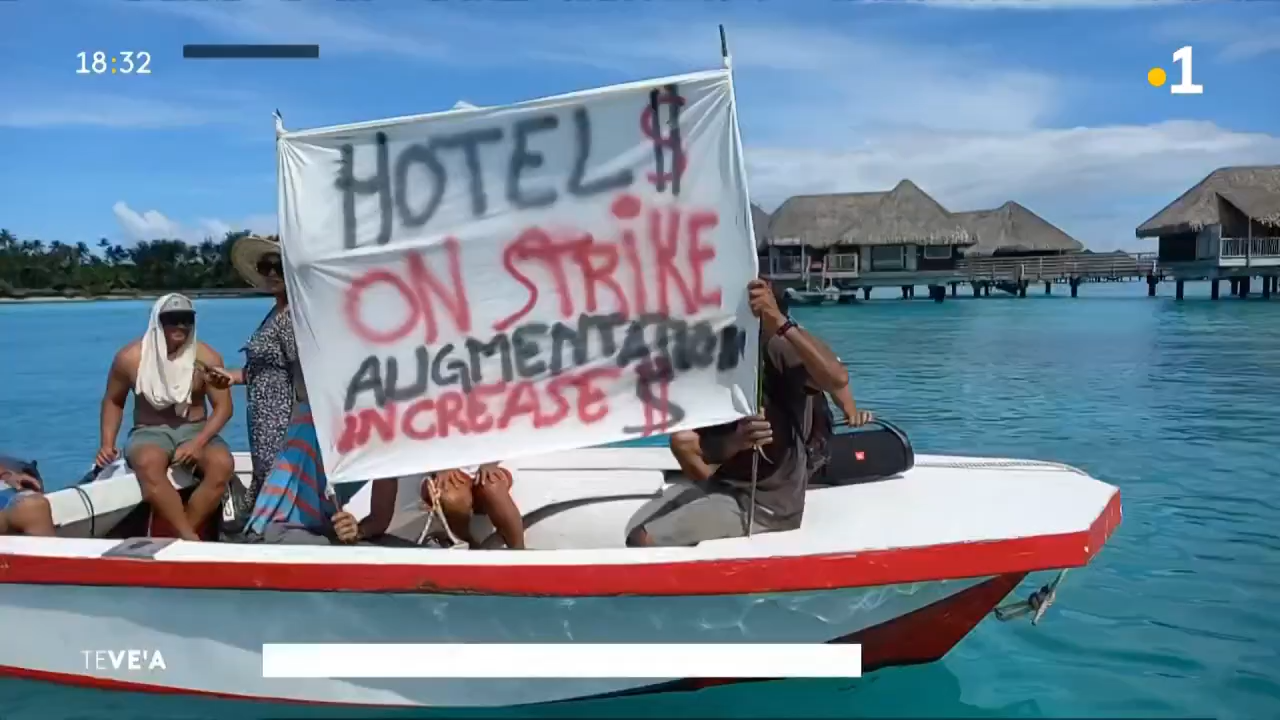 18:32
1
HOTEL $
ON STRiKE
AUGMENTATION
INCREASE $
TEVE'A